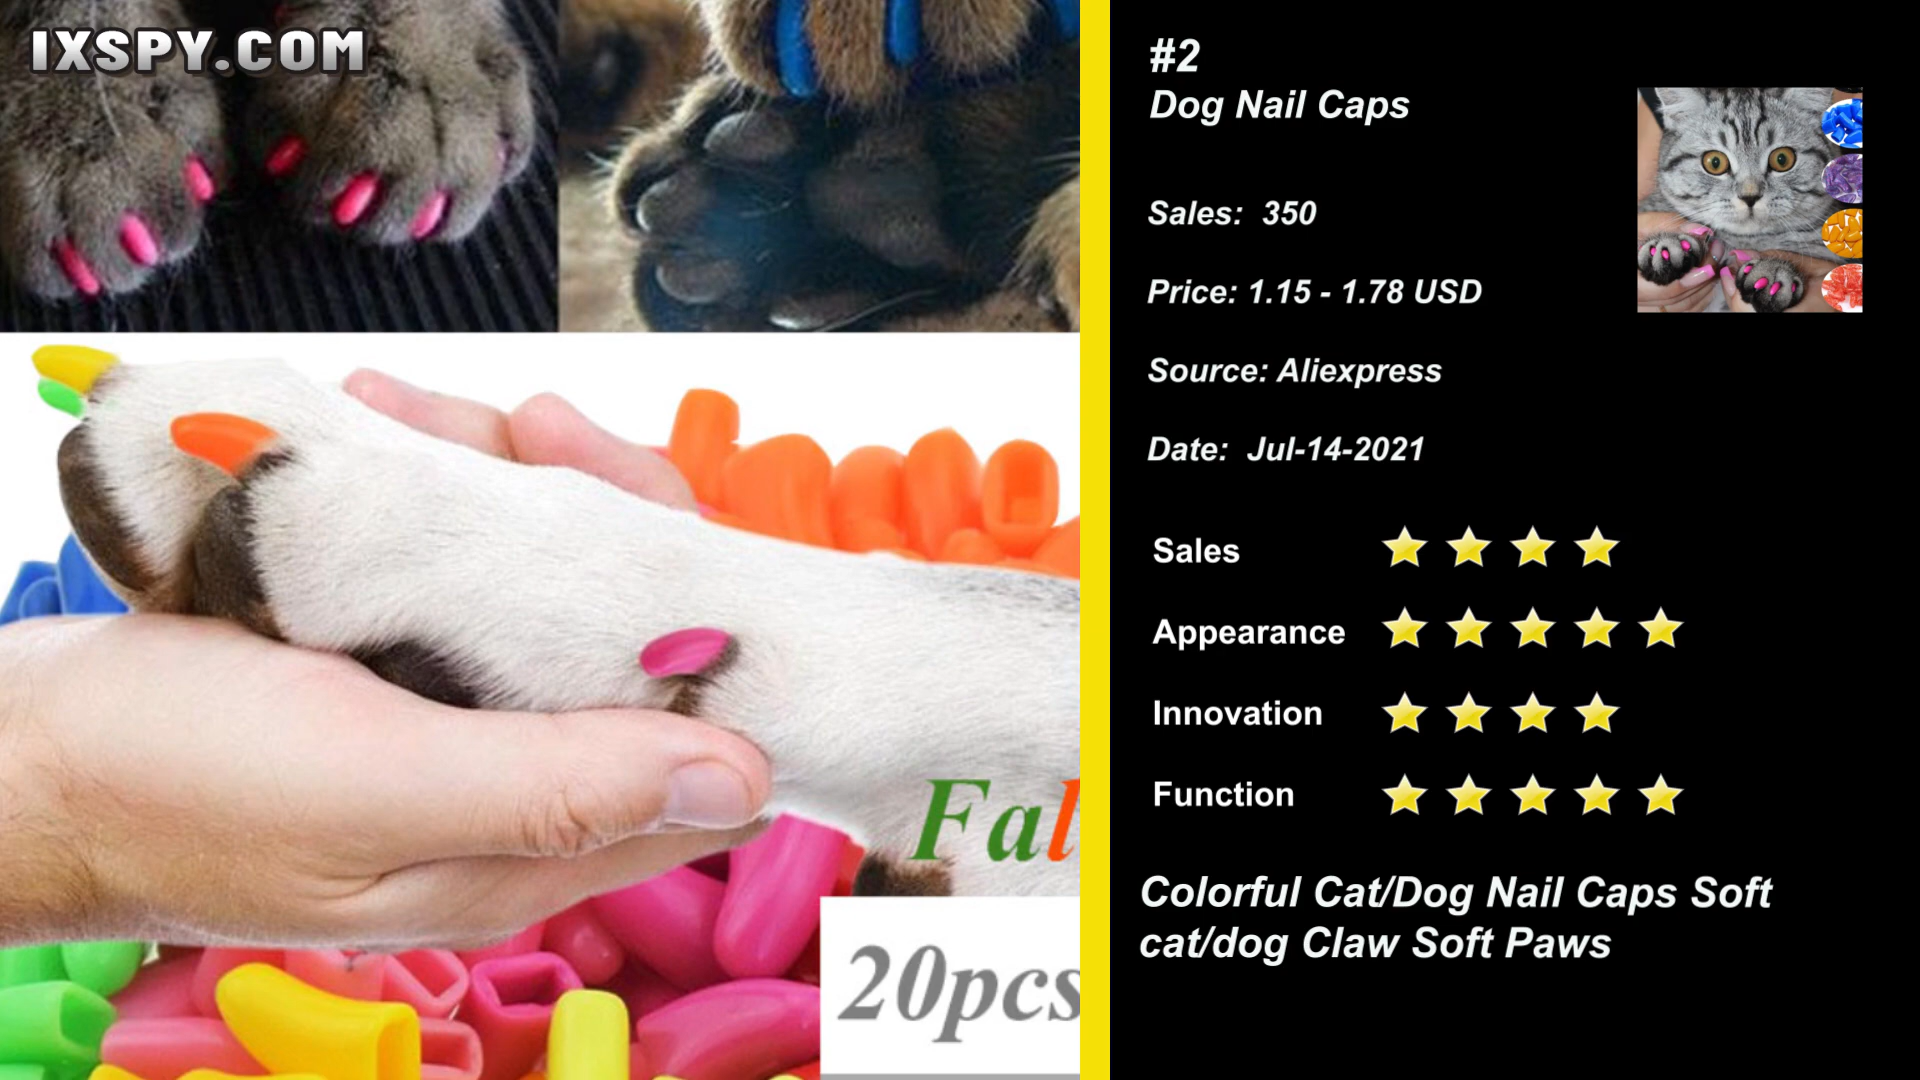 IXSPY.COM
Fal
20pcs
#2
Dog Nail Caps
Sales: 350
Price: 1.15 - 1.78 USD
Source: Aliexpress
Date: Jul-14-2021
Sales
Appearance
Innovation
Function
Colorful Cat/Dog Nail Caps Soft
cat/dog Claw Soft Paws